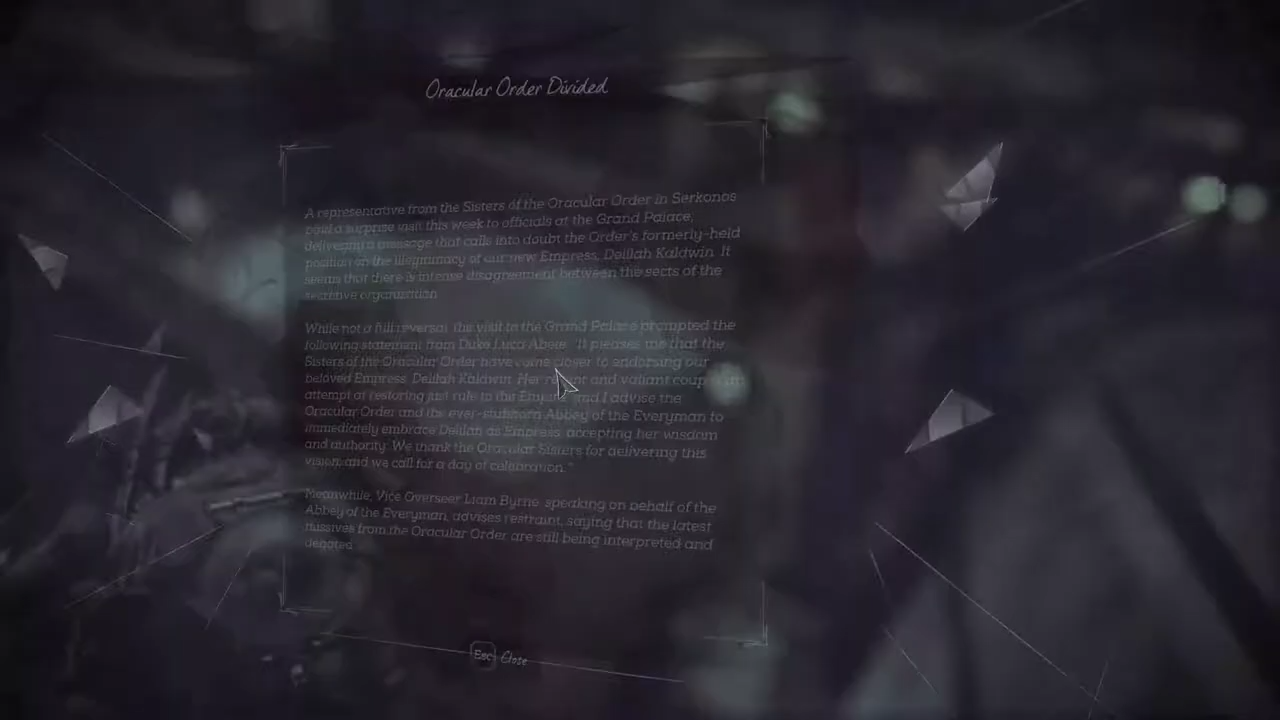 Oracular Order Divided
A representative from the Sisters of the Oracular Order in Serkonos
paid a surprise visit this week to officials at the Grand Palace,
delivering a message that calls into doubt the Order's formerly-held
position on the illegitimacy of our new Empress, Delilah Kaldwin. It
seems that there is intense disagreement between the sects of the
secretive organization.
While not a full reversal, the visit to the Grand Palace prompted the
following statement from Duke Luca Abele: "It pleases me that the
Sisters of the Oracular Order have come closer to endorsing our
beloved Empress, Delilah Kaldwin. Her and valiant coup
attempt at restoring just rule to the Empire and I advise the
Oracular Order and the ever-stubborn Abbey of the Everyman to
immediately embrace Delilah as Empress, accepting her wisdom
and authority. We thank the Oracular Sisters for delivering this
vision, and we call for a day of celebration."
Meanwhile, Vice Overseer Liam Byrne, speaking on behalf of the
Abbey of the Everyman, advises restraint, saying that the latest
missives from the Oracular Order are still being interpreted and
debated.
Esc Close